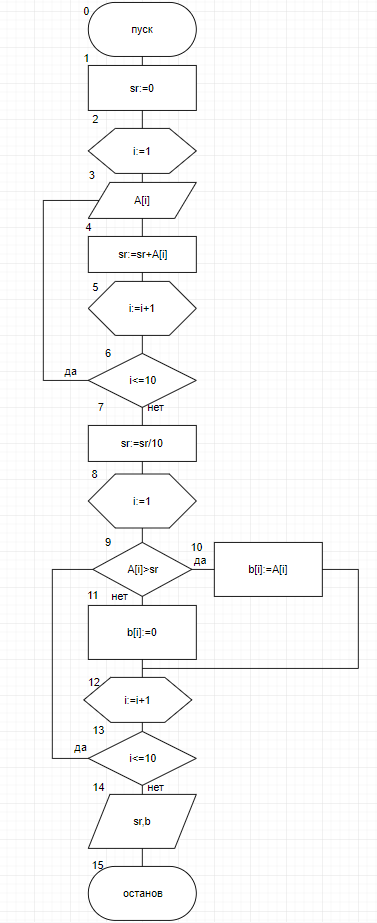 0
пуск
1
sr:=0
2
i:=1
3
A[i]
4
sr:=sr+A[i]
5
i:=i+1
6
i<=10
да
7
нет
sr:=sr/10
8
i:=1
9
A[i]>sr
10
да
b[i]:=A[i]
11
нет
b[i]:=0
12
i:=i+1
13
i<=10
да
14
нет
sr,b
15
останов